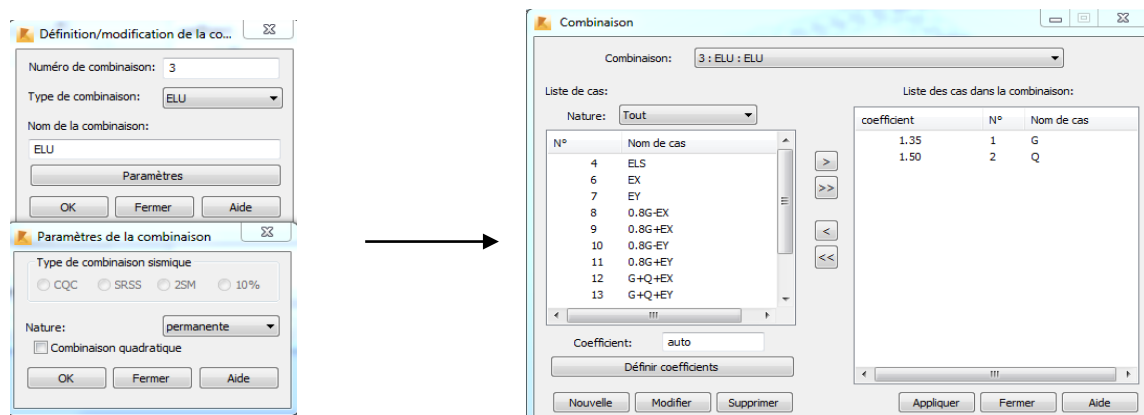 Définition/modification de la co...
Numéro de combinaison: 3
Type de combinaison: ELU
Nom de la combinaison:
ELU
Paramètres
OK Fermer Aide
Paramètres de la combinaison
Type de combinaison sismique
CQC SRSS 2SM 10%
Nature: permanente
Combinaison quadratique
OK Fermer Aide
Combinaison
Combinaison: 3 : ELU : ELU
Liste de cas:
Nature: Tout
N° Nom de cas
4 ELS
6 EX
7 EY
8 0.8G-EX
9 0.8G+EX
10 0.8G-EY
11 0.8G+EY
12 G+Q+EX
13 G+Q+EY
Coefficient: auto
Définir coefficients
Nouvelle Modifier Supprimer
>
>>
<
<<
Liste des cas dans la combinaison:
coefficient N° Nom de cas
1.35 1 G
1.50 2 Q
Appliquer Fermer Aide